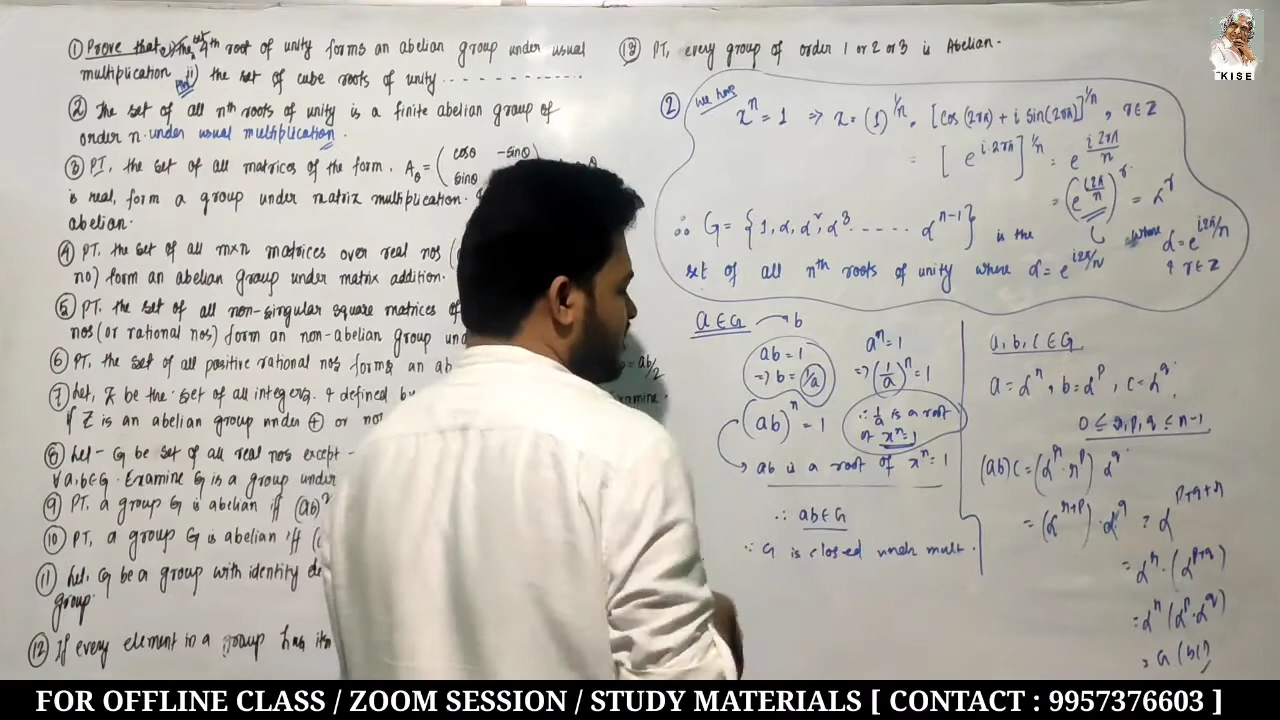 ① Prove that i) The set 4th root of unity forms an abelian group under usual
multiplication ii) the set of cube roots of unity - - - - - - - - - - - - - -
② The set of all nth roots of unity is a finite abelian group of
order n. under usual multiplication.
③ PT, the set of all matrices of the form. Aθ = ( cosθ -sinθ
sinθ
is real, form a group under matrix multiplication.
abelian.
④ PT, the set of all m×n matrices over real nos (
no) form an abelian group under matrix addition.
⑤ PT, the set of all non-singular square matrices of
nos (or rational nos) form an non-abelian group
⑥ PT, the set of all positive rational nos forms an ab = ab/2
⑦ Let, Z be the set of all integers. & defined by examine
if Z is an abelian group under ⊕ or not
⑧ Let G be set of all real nos except -
∀ a,b∈G. Examine G is a group under
⑨ PT, a group G is abelian iff (ab)
⑩ PT, a group G is abelian iff (
⑪ Let, G be a group with identity
group.
⑫ If every element in a group has its
⑬ PT, every group of order 1 or 2 or 3 is Abelian.
② we have x^n = 1 ⇒ x = (1)^1/n = [cos(2rπ) + i sin(2rπ)]^1/n, r∈Z
= [e^i2rπ]^1/n = e^i2rπ/n
= (e^i2π/n)^r = α^r
where α = e^i2π/n
& r∈Z
∴ G = {1, α, α², α³ ...... α^n-1} is the
set of all nth roots of unity where α = e^i2π/n
a∈G → b
ab = 1
⇒ b = 1/a
a^n = 1
⇒ (1/a)^n = 1
∴ 1/a is a root
of x^n = 1
(ab)^n = 1
→ ab is a root of x^n = 1
∴ ab∈G
∴ G is closed under mult.
a, b, c ∈ G
a = α^r, b = α^p, c = α^q
0 ≤ r, p, q ≤ n-1
(ab)c = (α^r · α^p) α^q
= (α^r+p) · α^q = α^p+q+r
= α^r · (α^p+q)
= α^r (α^p · α^q)
= a(bc)
KISE
FOR OFFLINE CLASS / ZOOM SESSION / STUDY MATERIALS [ CONTACT : 9957376603 ]